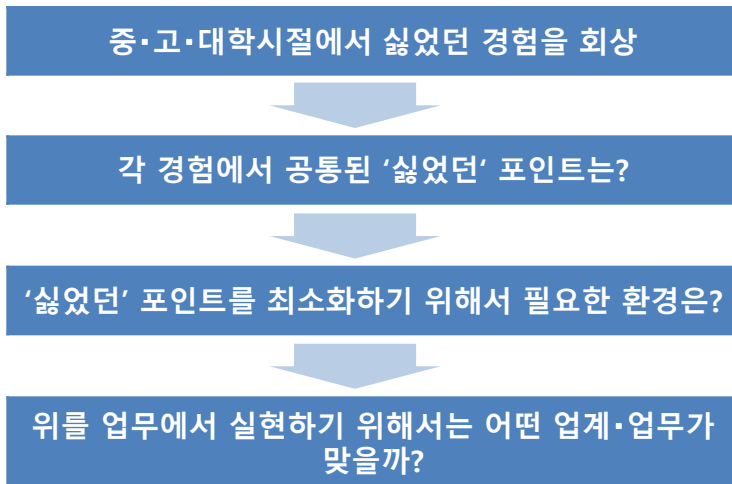 중·고·대학시절에서 싫었던 경험을 회상
각 경험에서 공통된 ‘싫었던‘ 포인트는?
‘싫었던’ 포인트를 최소화하기 위해서 필요한 환경은?
위를 업무에서 실현하기 위해서는 어떤 업계·업무가
맞을까?